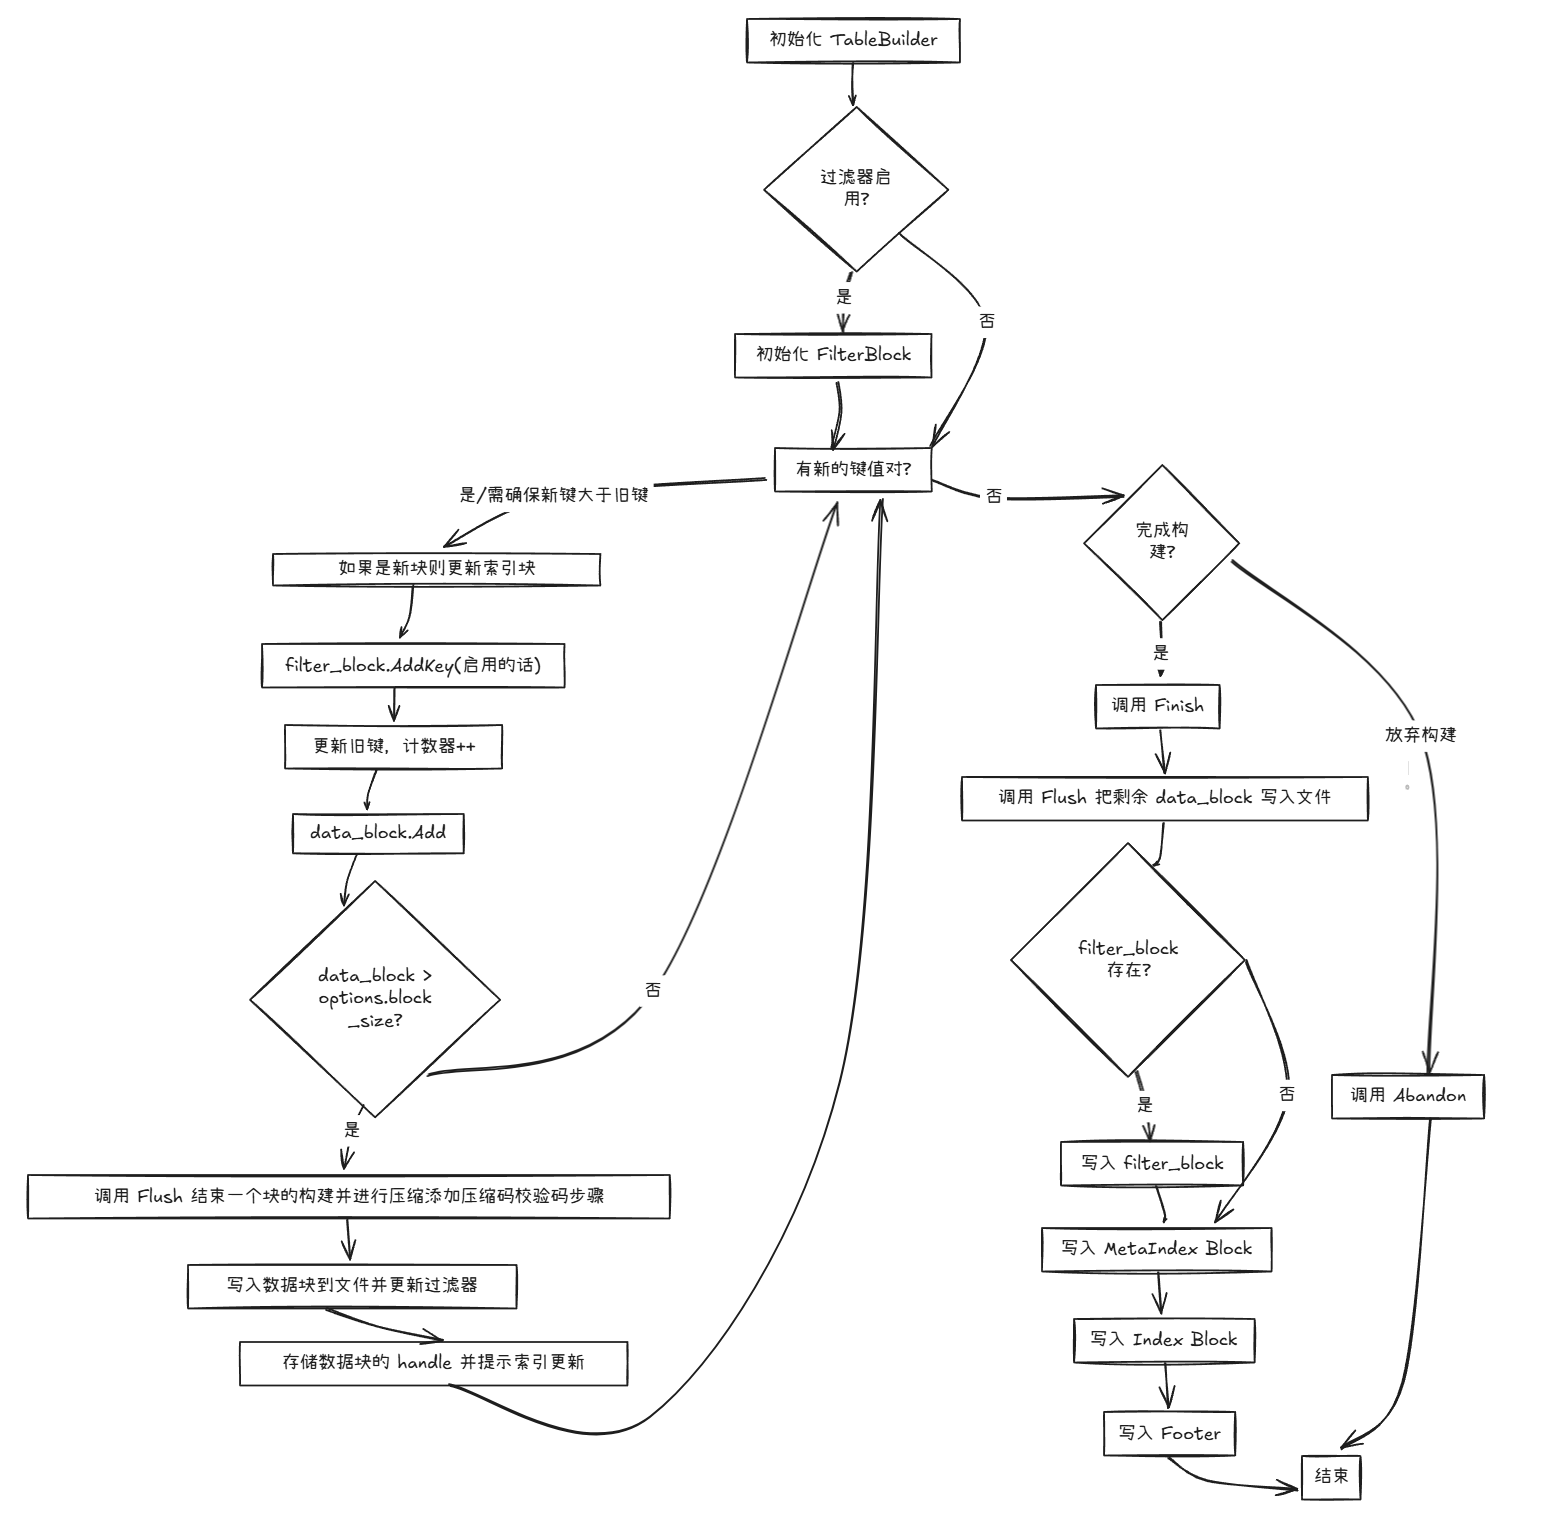 初始化 TableBuilder
过滤器启
用?
是
否
初始化 FilterBlock
有新的键值对?
是/需确保新键大于旧键
否
如果是新块则更新索引块
filter_block.AddKey(启用的话)
更新旧键，计数器++
data_block.Add
data_block >
options.block
_size?
否
是
调用 Flush 结束一个块的构建并进行压缩添加压缩码校验码步骤
写入数据块到文件并更新过滤器
存储数据块的 handle 并提示索引更新
完成构
建?
是
放弃构建
调用 Finish
调用 Flush 把剩余 data_block 写入文件
filter_block
存在?
是
否
调用 Abandon
写入 filter_block
写入 MetaIndex Block
写入 Index Block
写入 Footer
结束